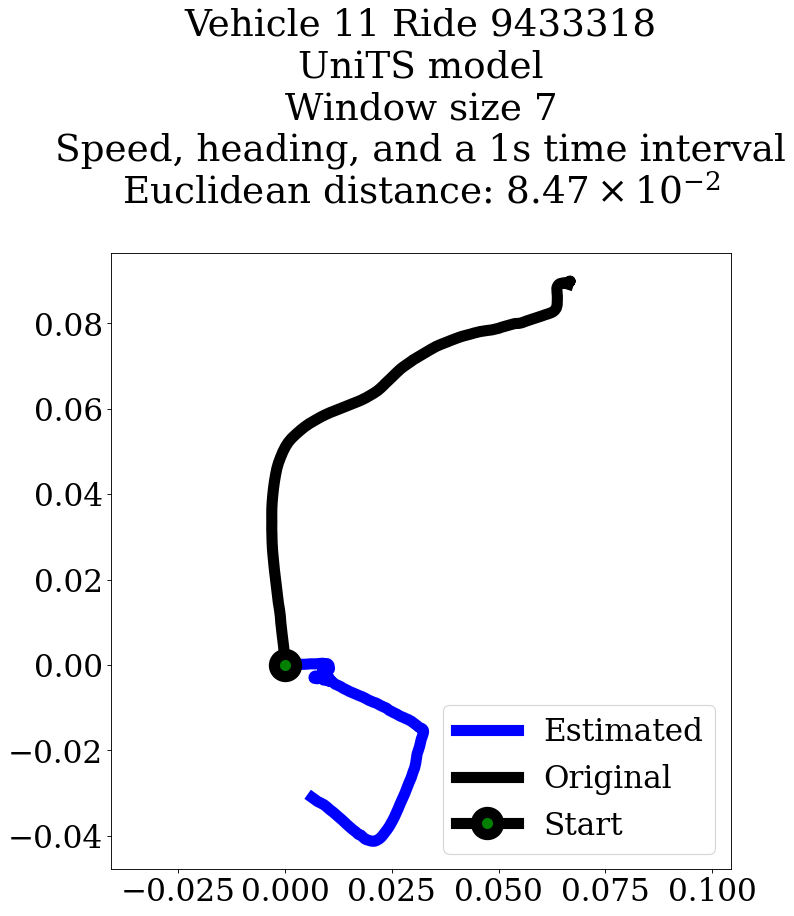 Vehicle 11 Ride 9433318
UniTS model
Window size 7
Speed, heading, and a 1s time interval
Euclidean distance: 8.47 × 10⁻²
0.08
0.06
0.04
0.02
0.00
−0.02
−0.04
Estimated
Original
Start
−0.025 0.000 0.025 0.050 0.075 0.100